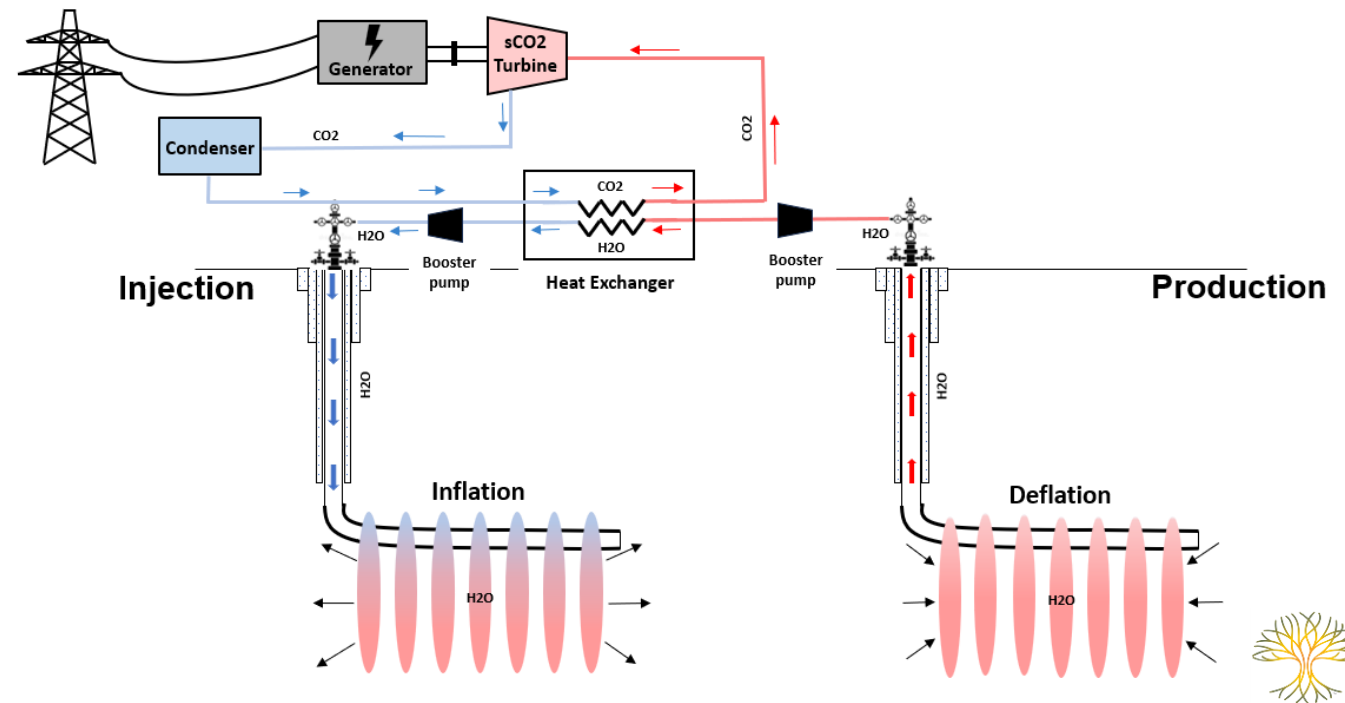 sCO2
Turbine
Generator
CO2
Condenser
CO2
CO2
H2O
H2O
H2O
Booster
pump
Heat Exchanger
Booster
pump
Injection
Production
H2O
H2O
Inflation
Deflation
H2O
H2O